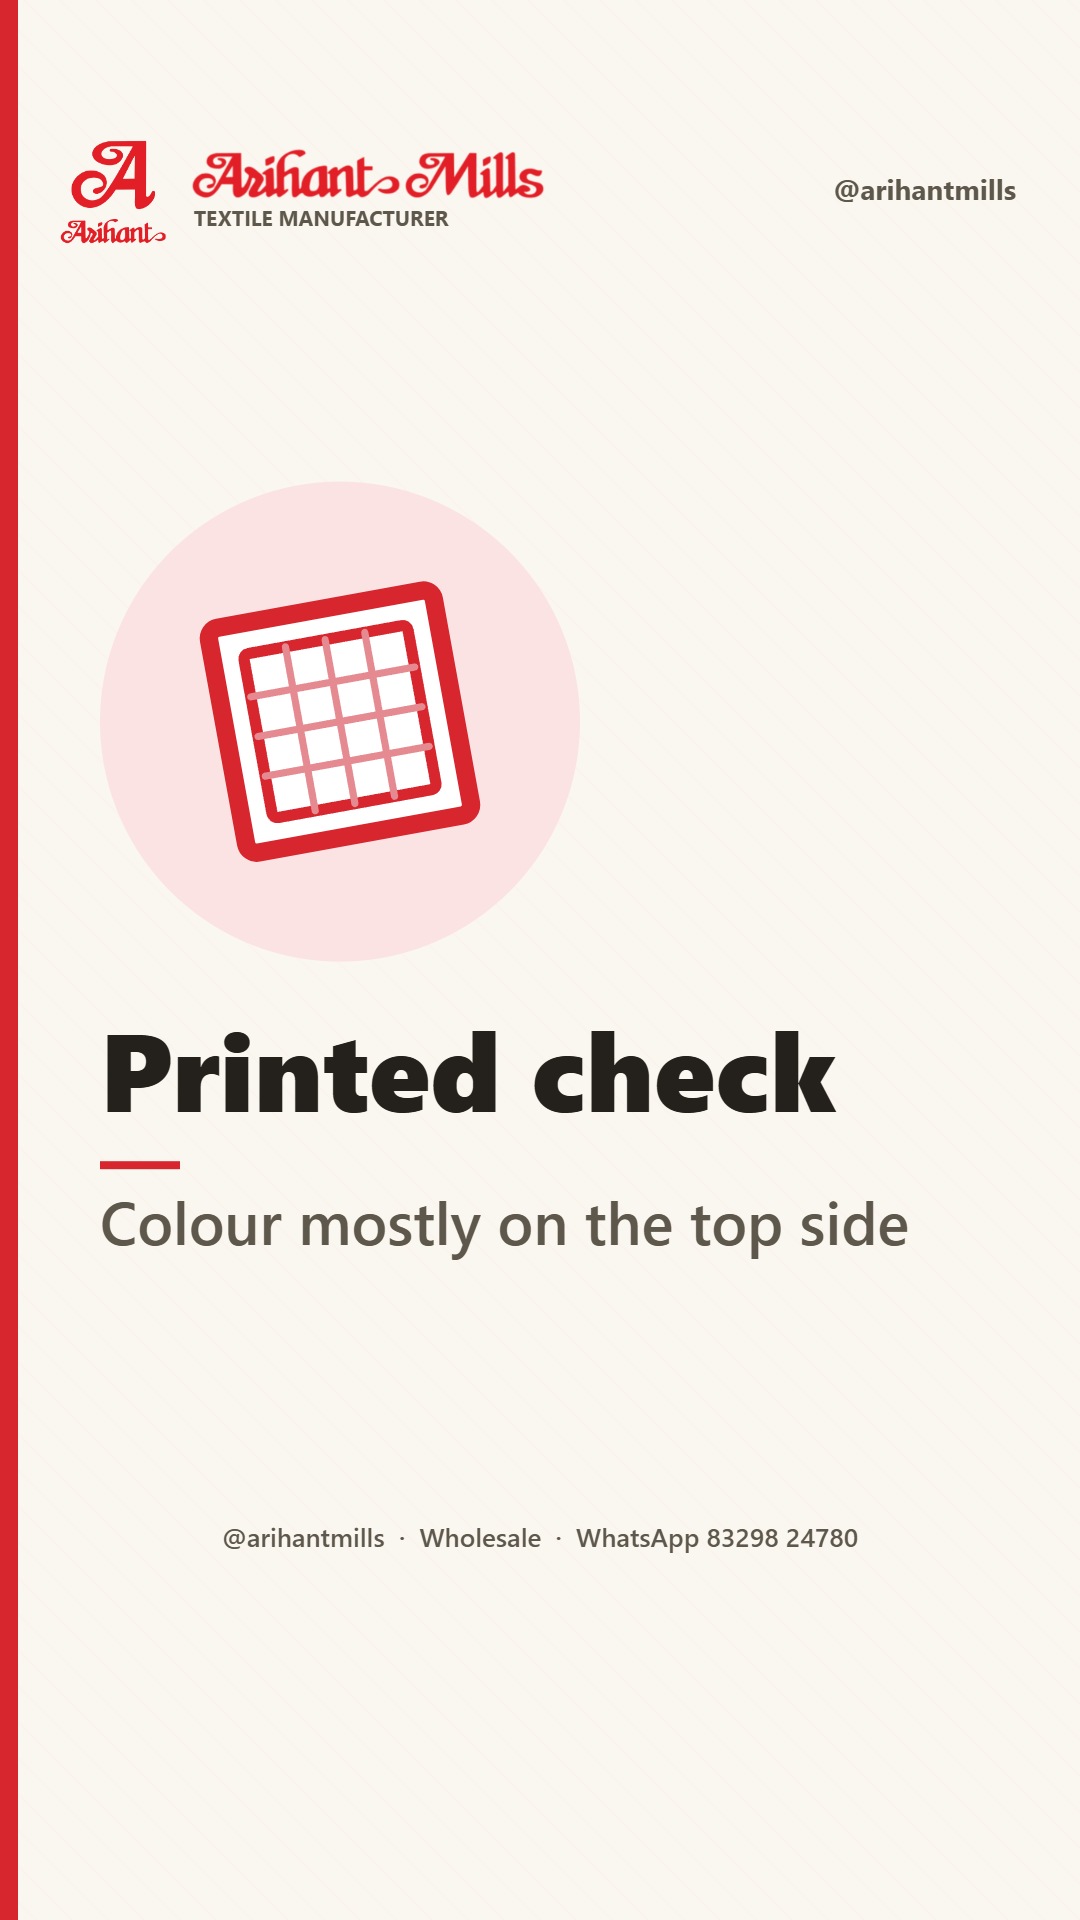 A
Arihant
Arihant Mills
TEXTILE MANUFACTURER
@arihantmills
Printed check
Colour mostly on the top side
@arihantmills · Wholesale · WhatsApp 83298 24780